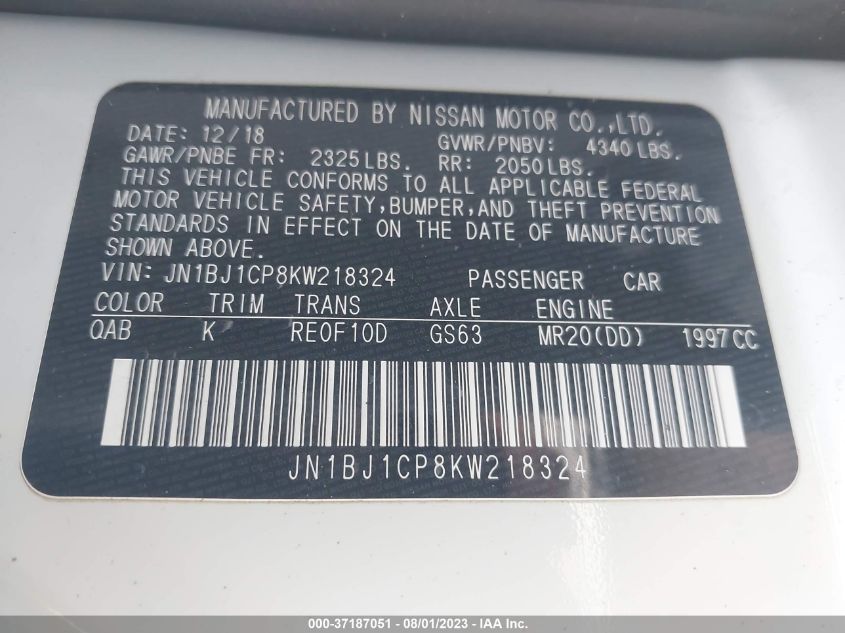 MANUFACTURED BY NISSAN MOTOR CO.,LTD.
DATE: 12/18 GVWR/PNBV: 4340 LBS.
GAWR/PNBE FR: 2325LBS. RR: 2050 LBS.
THIS VEHICLE CONFORMS TO ALL APPLICABLE FEDERAL
MOTOR VEHICLE SAFETY,BUMPER,AND THEFT PREVENTION
STANDARDS IN EFFECT ON THE DATE OF MANUFACTURE
SHOWN ABOVE.
VIN: JN1BJ1CP8KW218324 PASSENGER CAR
COLOR TRIM TRANS AXLE ENGINE
QAB K RE0F10D GS63 MR20(DD) 1997CC
JN1BJ1CP8KW218324
000-37187051 - 08/01/2023 - IAA Inc.